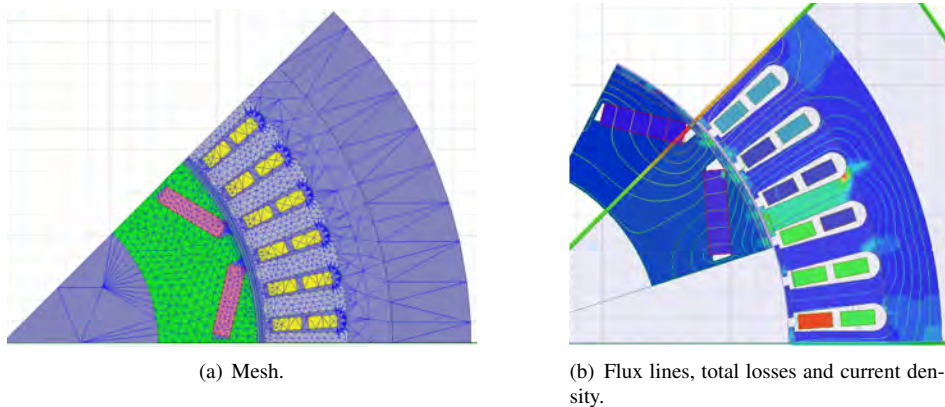 (a) Mesh.
(b) Flux lines, total losses and current den-
sity.